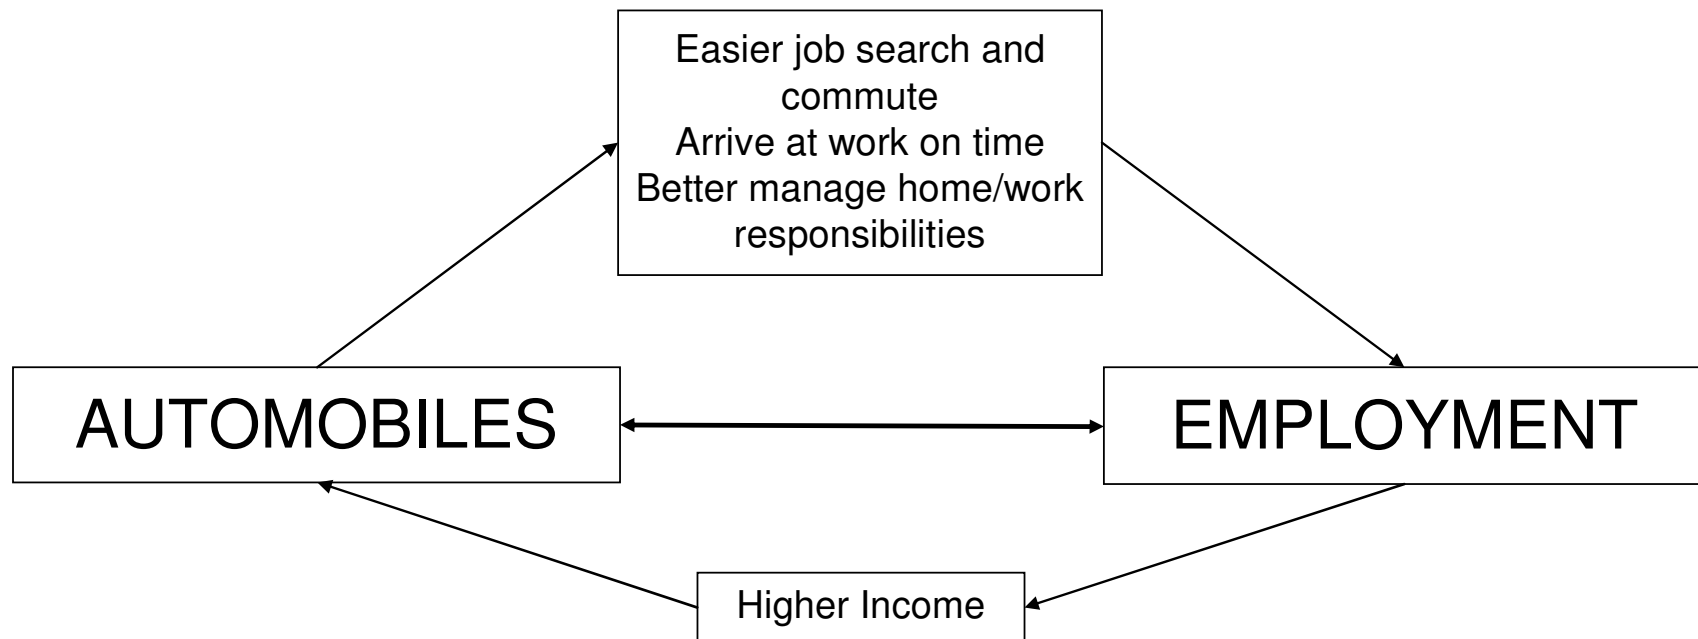 Easier job search and
commute
Arrive at work on time
Better manage home/work
responsibilities
AUTOMOBILES
EMPLOYMENT
Higher Income